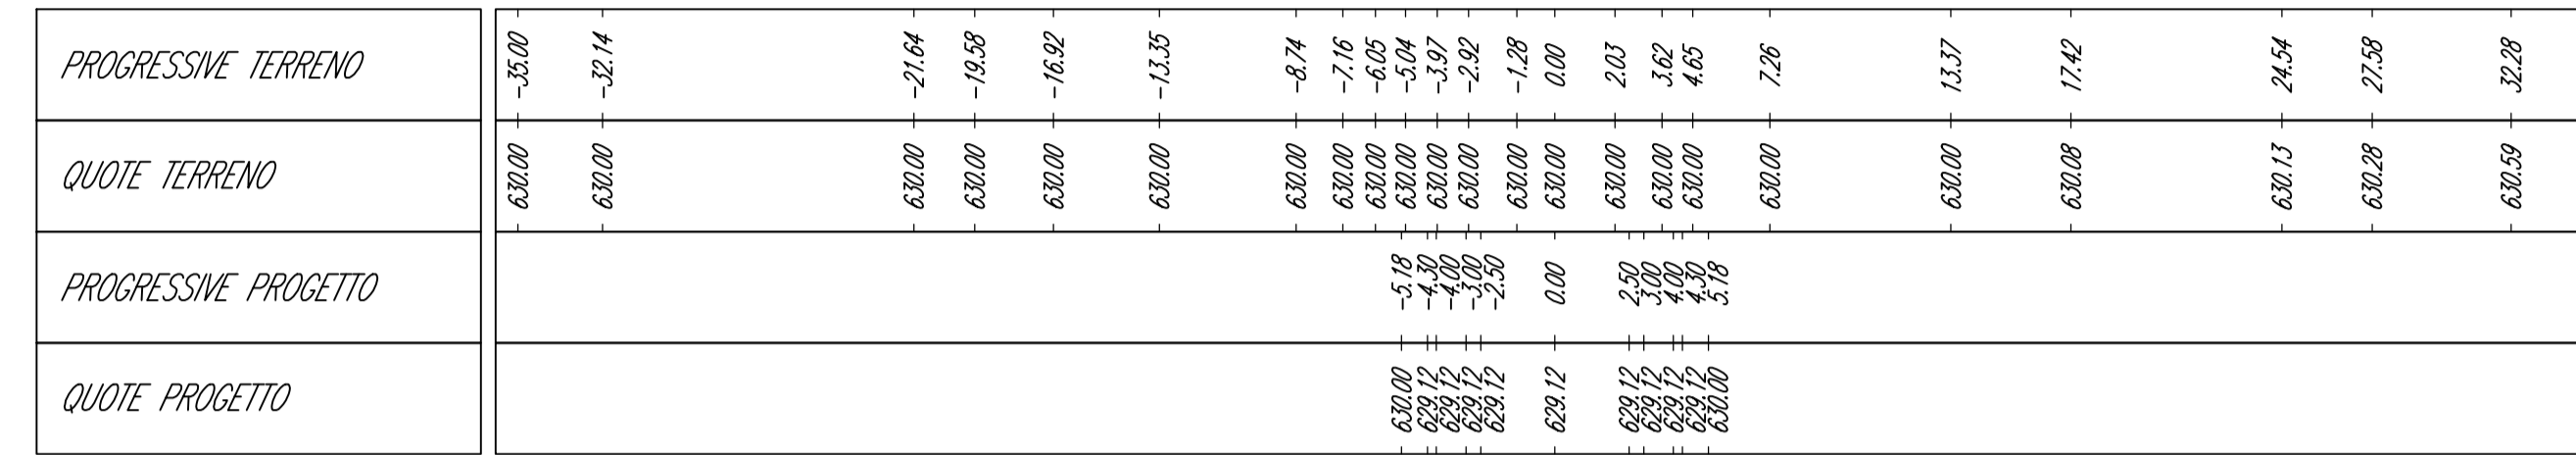 PROGRESSIVE TERRENO -35.00 -32.14 -21.64 -19.58 -16.92 -13.35 -8.74 -7.16 -6.05 -5.04 -3.97 -2.92 -1.28 0.00 2.03 3.62 4.65 7.26 13.37 17.42 24.54 27.58 32.28
QUOTE TERRENO 630.00 630.00 630.00 630.00 630.00 630.00 630.00 630.00 630.00 630.00 630.00 630.00 630.00 630.00 630.00 630.00 630.00 630.00 630.00 630.08 630.13 630.28 630.59
PROGRESSIVE PROGETTO -5.18 -4.30 -4.00 -3.00 -2.50 0.00 2.50 3.00 4.00 4.30 5.18
QUOTE PROGETTO 630.00 629.12 629.12 629.12 629.12 629.12 629.12 629.12 629.12 629.12 630.00